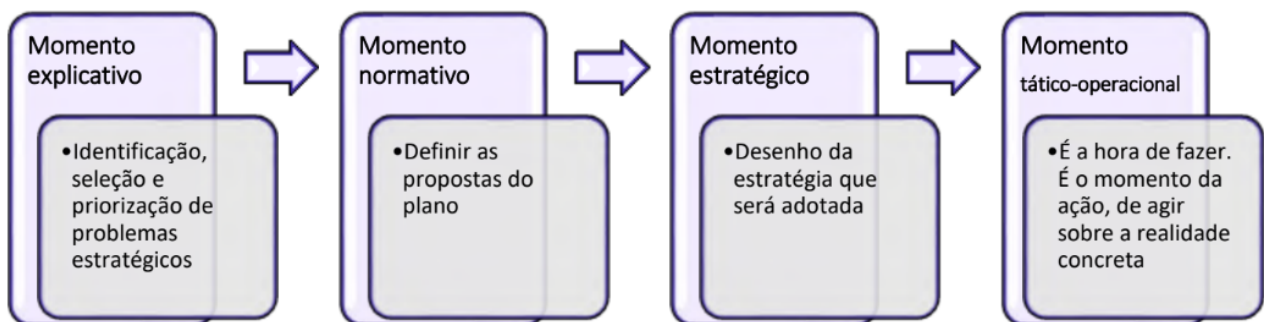 Momento
explicativo
•Identificação,
seleção e
priorização de
problemas
estratégicos
Momento
normativo
•Definir as
propostas do
plano
Momento
estratégico
•Desenho da
estratégia que
será adotada
Momento
tático-operacional
•É a hora de fazer.
É o momento da
ação, de agir
sobre a realidade
concreta